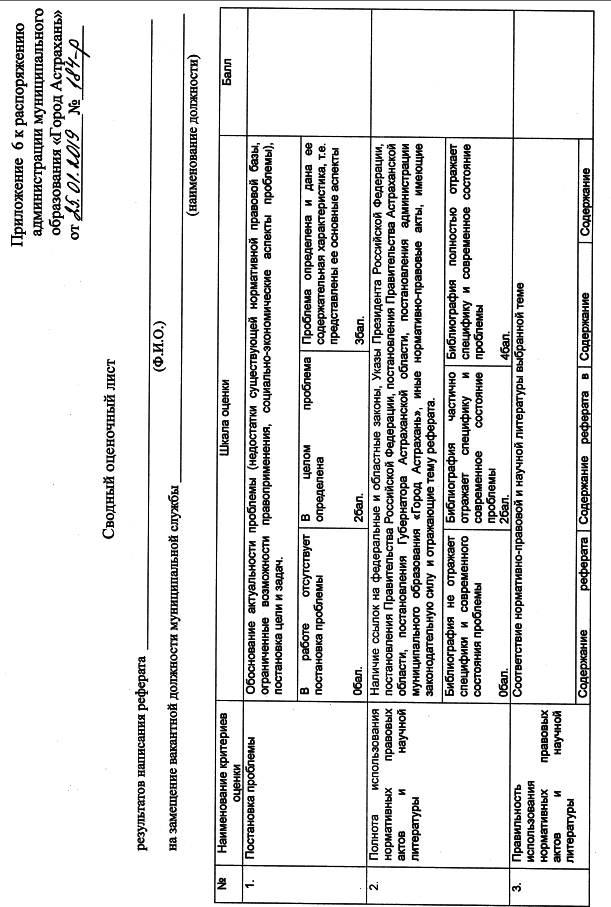 Приложение 6 к распоряжению
администрации муниципального
образования «Город Астрахань»
от 25.01.2019 № 184-р
Сводный оценочный лист
результатов написания реферата
(Ф.И.О.)
на замещение вакантной должности муниципальной службы
(наименование должности)
№
Наименование критериев
оценки
Шкала оценки
Балл
1.
Постановка проблемы
Обоснование актуальности проблемы (недостатки существующей нормативной правовой базы,
ограниченные возможности правоприменения, социально-экономические аспекты проблемы),
постановка цели и задач.
В работе отсутствует
постановка проблемы
0бал.
В целом проблема
определена
2бал.
Проблема определена и дана ее
содержательная характеристика, т.е.
представлены ее основные аспекты
3бал.
2.
Полнота использования
нормативных правовых
актов и научной
литературы
Наличие ссылок на федеральные и областные законы, Указы Президента Российской Федерации,
постановления Правительства Российской Федерации, постановления Правительства Астраханской
области, постановления Губернатора Астраханской области, постановления администрации
муниципального образования «Город Астрахань», иные нормативно-правовые акты, имеющие
законодательную силу и отражающие тему реферата.
Библиография не отражает
специфики и современного
состояния проблемы
0бал.
Библиография частично
отражает специфику и
современное состояние
проблемы
2бал.
Библиография полностью отражает
специфику и современное состояние
проблемы
4бал.
3.
Правильность
использования
нормативных правовых
актов и научной
литературы
Соответствие нормативно-правовой и научной литературы выбранной теме
Содержание реферата
Содержание реферата в
Содержание